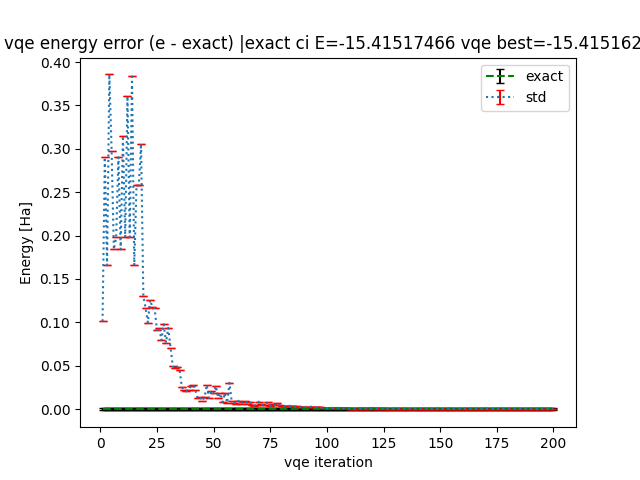 vqe energy error (e - exact) |exact ci E=-15.41517466 vqe best=-15.415162
0.40
0.35
0.30
0.25
0.20
0.15
0.10
0.05
0.00
Energy [Ha]
exact
std
0 25 50 75 100 125 150 175 200
vqe iteration